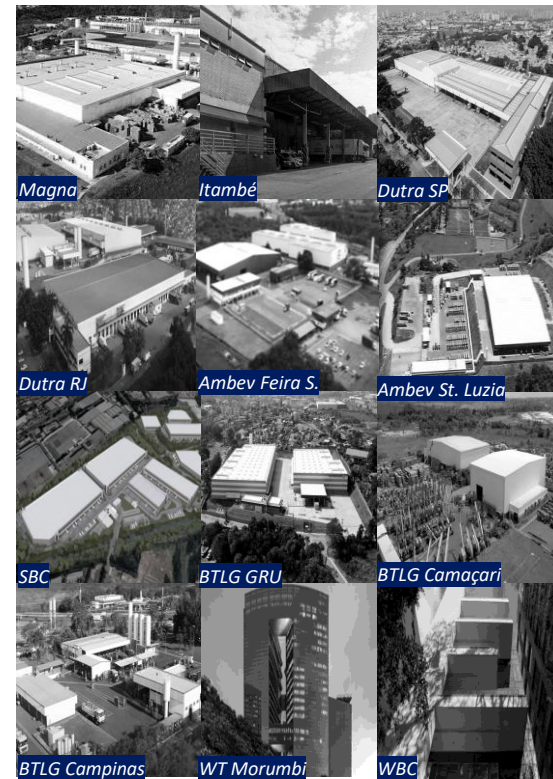 Magna
Itambé
Dutra SP
Dutra RJ
Ambev Feira S.
Ambev St. Luzia
SBC
BTLG GRU
BTLG Camaçari
BTLG Campinas
WT Morumbi
WBC